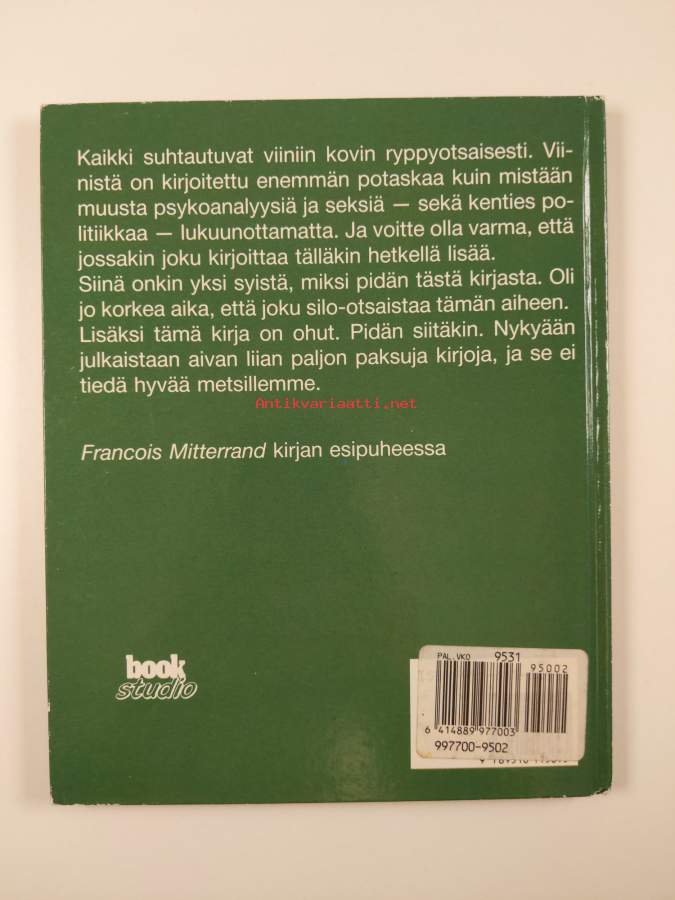 Kaikki suhtautuvat viiniin kovin ryppyotsaisesti. Vii-
nistä on kirjoitettu enemmän potaskaa kuin mistään
muusta psykoanalyysiä ja seksiä — sekä kenties po-
litiikkaa — lukuunottamatta. Ja voitte olla varma, että
jossakin joku kirjoittaa tälläkin hetkellä lisää.
Siinä onkin yksi syistä, miksi pidän tästä kirjasta. Oli
jo korkea aika, että joku silo-otsaistaa tämän aiheen.
Lisäksi tämä kirja on ohut. Pidän siitäkin. Nykyään
julkaistaan aivan liian paljon paksuja kirjoja, ja se ei
tiedä hyvää metsillemme.
Antikvariaatti.net
Francois Mitterrand kirjan esipuheessa
book
studio
PAL.VKO 9531
95002
6 414889 977003
997700-9502